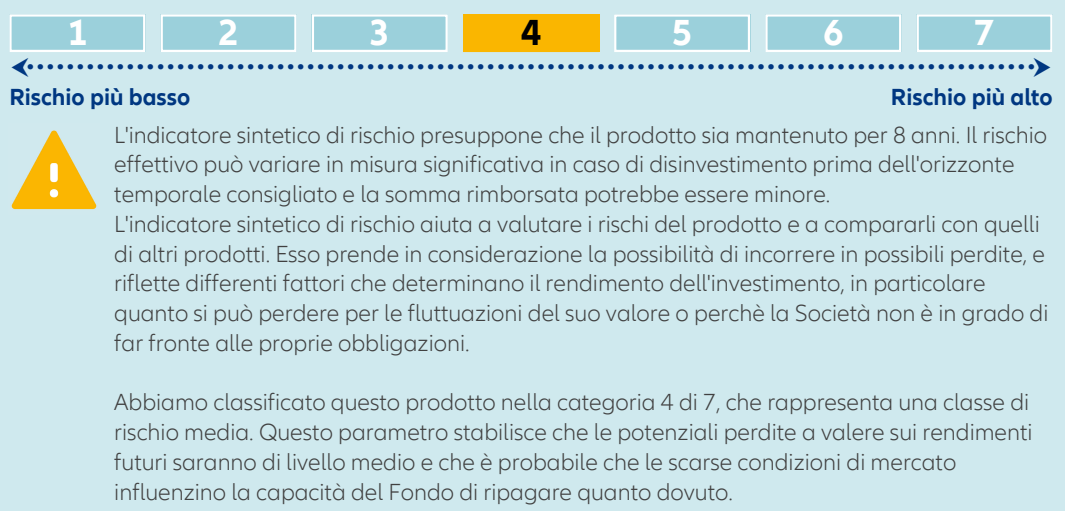 1 2 3 4 5 6 7
Rischio più basso Rischio più alto
L'indicatore sintetico di rischio presuppone che il prodotto sia mantenuto per 8 anni. Il rischio
effettivo può variare in misura significativa in caso di disinvestimento prima dell'orizzonte
temporale consigliato e la somma rimborsata potrebbe essere minore.
L'indicatore sintetico di rischio aiuta a valutare i rischi del prodotto e a compararli con quelli
di altri prodotti. Esso prende in considerazione la possibilità di incorrere in possibili perdite, e
riflette differenti fattori che determinano il rendimento dell'investimento, in particolare
quanto si può perdere per le fluttuazioni del suo valore o perchè la Società non è in grado di
far fronte alle proprie obbligazioni.
Abbiamo classificato questo prodotto nella categoria 4 di 7, che rappresenta una classe di
rischio media. Questo parametro stabilisce che le potenziali perdite a valere sui rendimenti
futuri saranno di livello medio e che è probabile che le scarse condizioni di mercato
influenzino la capacità del Fondo di ripagare quanto dovuto.